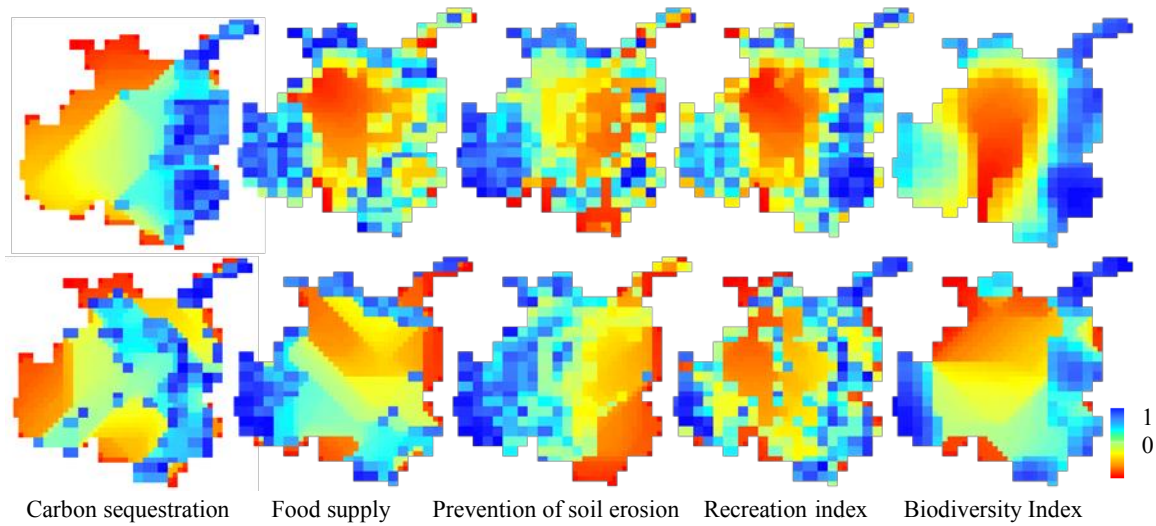 1
0
Carbon sequestration
Food supply
Prevention of soil erosion
Recreation index
Biodiversity Index